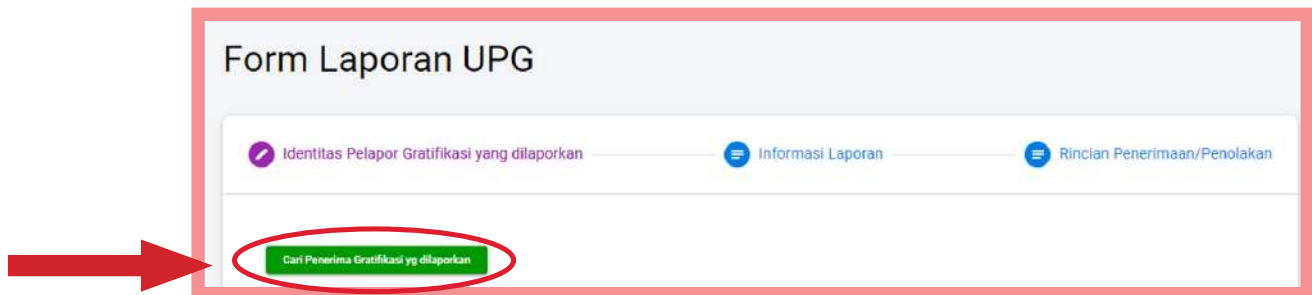 Form Laporan UPG
Identitas Pelapor Gratifikasi yang dilaporkan
Informasi Laporan
Rincian Penerimaan/Penolakan
Cari Penerima Gratifikasi yg dilaporkan